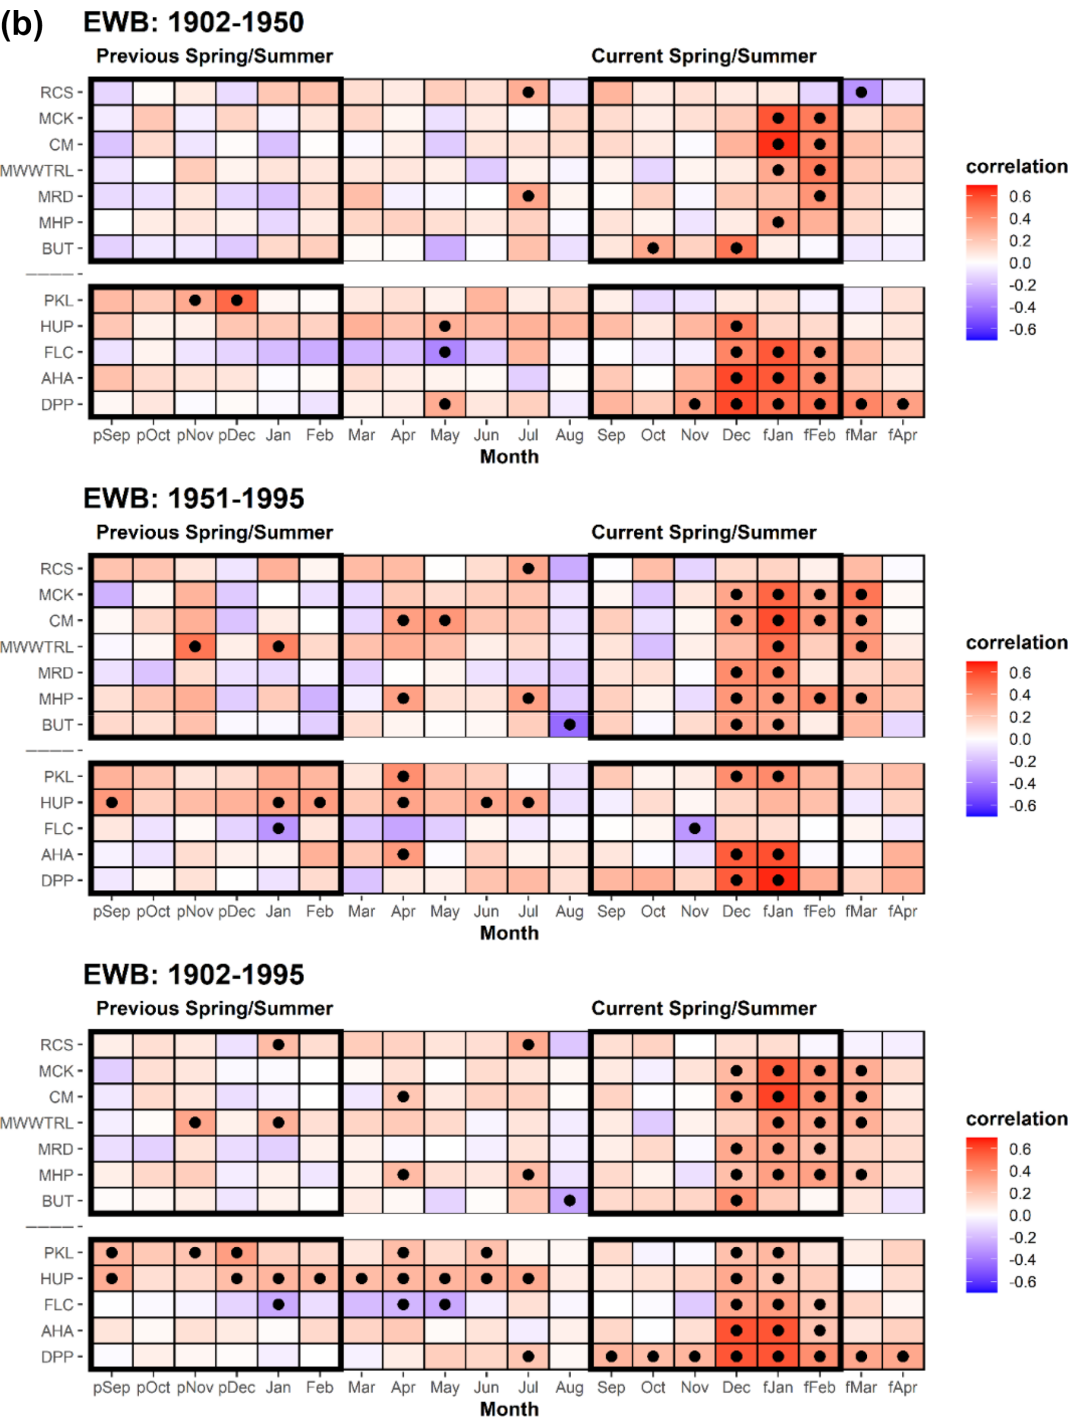 (b) EWB: 1902-1950
Previous Spring/Summer Current Spring/Summer
RCS
MCK
CM
MWWTRL
MRD
MHP
BUT
PKL
HUP
FLC
AHA
DPP
pSep pOct pNov pDec Jan Feb Mar Apr May Jun Jul Aug Sep Oct Nov Dec fJan fFeb fMar fApr
Month
correlation
0.6
0.4
0.2
0.0
-0.2
-0.4
-0.6
EWB: 1951-1995
Previous Spring/Summer Current Spring/Summer
RCS
MCK
CM
MWWTRL
MRD
MHP
BUT
PKL
HUP
FLC
AHA
DPP
pSep pOct pNov pDec Jan Feb Mar Apr May Jun Jul Aug Sep Oct Nov Dec fJan fFeb fMar fApr
Month
correlation
0.6
0.4
0.2
0.0
-0.2
-0.4
-0.6
EWB: 1902-1995
Previous Spring/Summer Current Spring/Summer
RCS
MCK
CM
MWWTRL
MRD
MHP
BUT
PKL
HUP
FLC
AHA
DPP
pSep pOct pNov pDec Jan Feb Mar Apr May Jun Jul Aug Sep Oct Nov Dec fJan fFeb fMar fApr
Month
correlation
0.6
0.4
0.2
0.0
-0.2
-0.4
-0.6